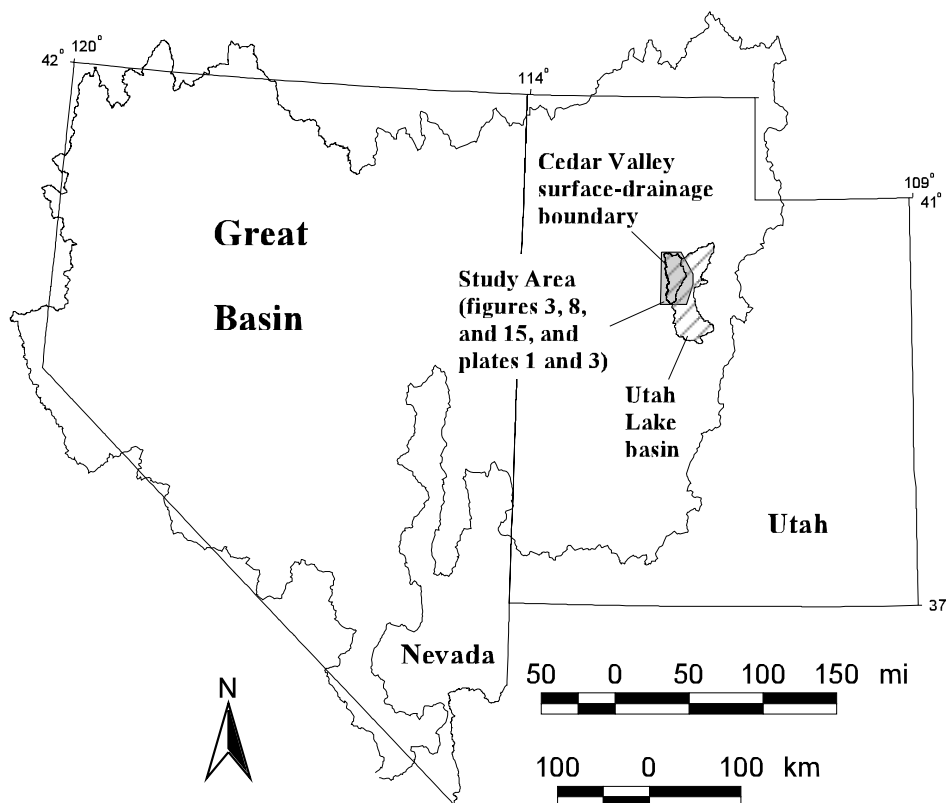 42° 120°
114°
109°
41°
Cedar Valley
surface-drainage
boundary
Great
Basin
Study Area
(figures 3, 8,
and 15, and
plates 1 and 3)
Utah
Lake
basin
Utah
37
Nevada
N
50 0 50 100 150 mi
100 0 100 km